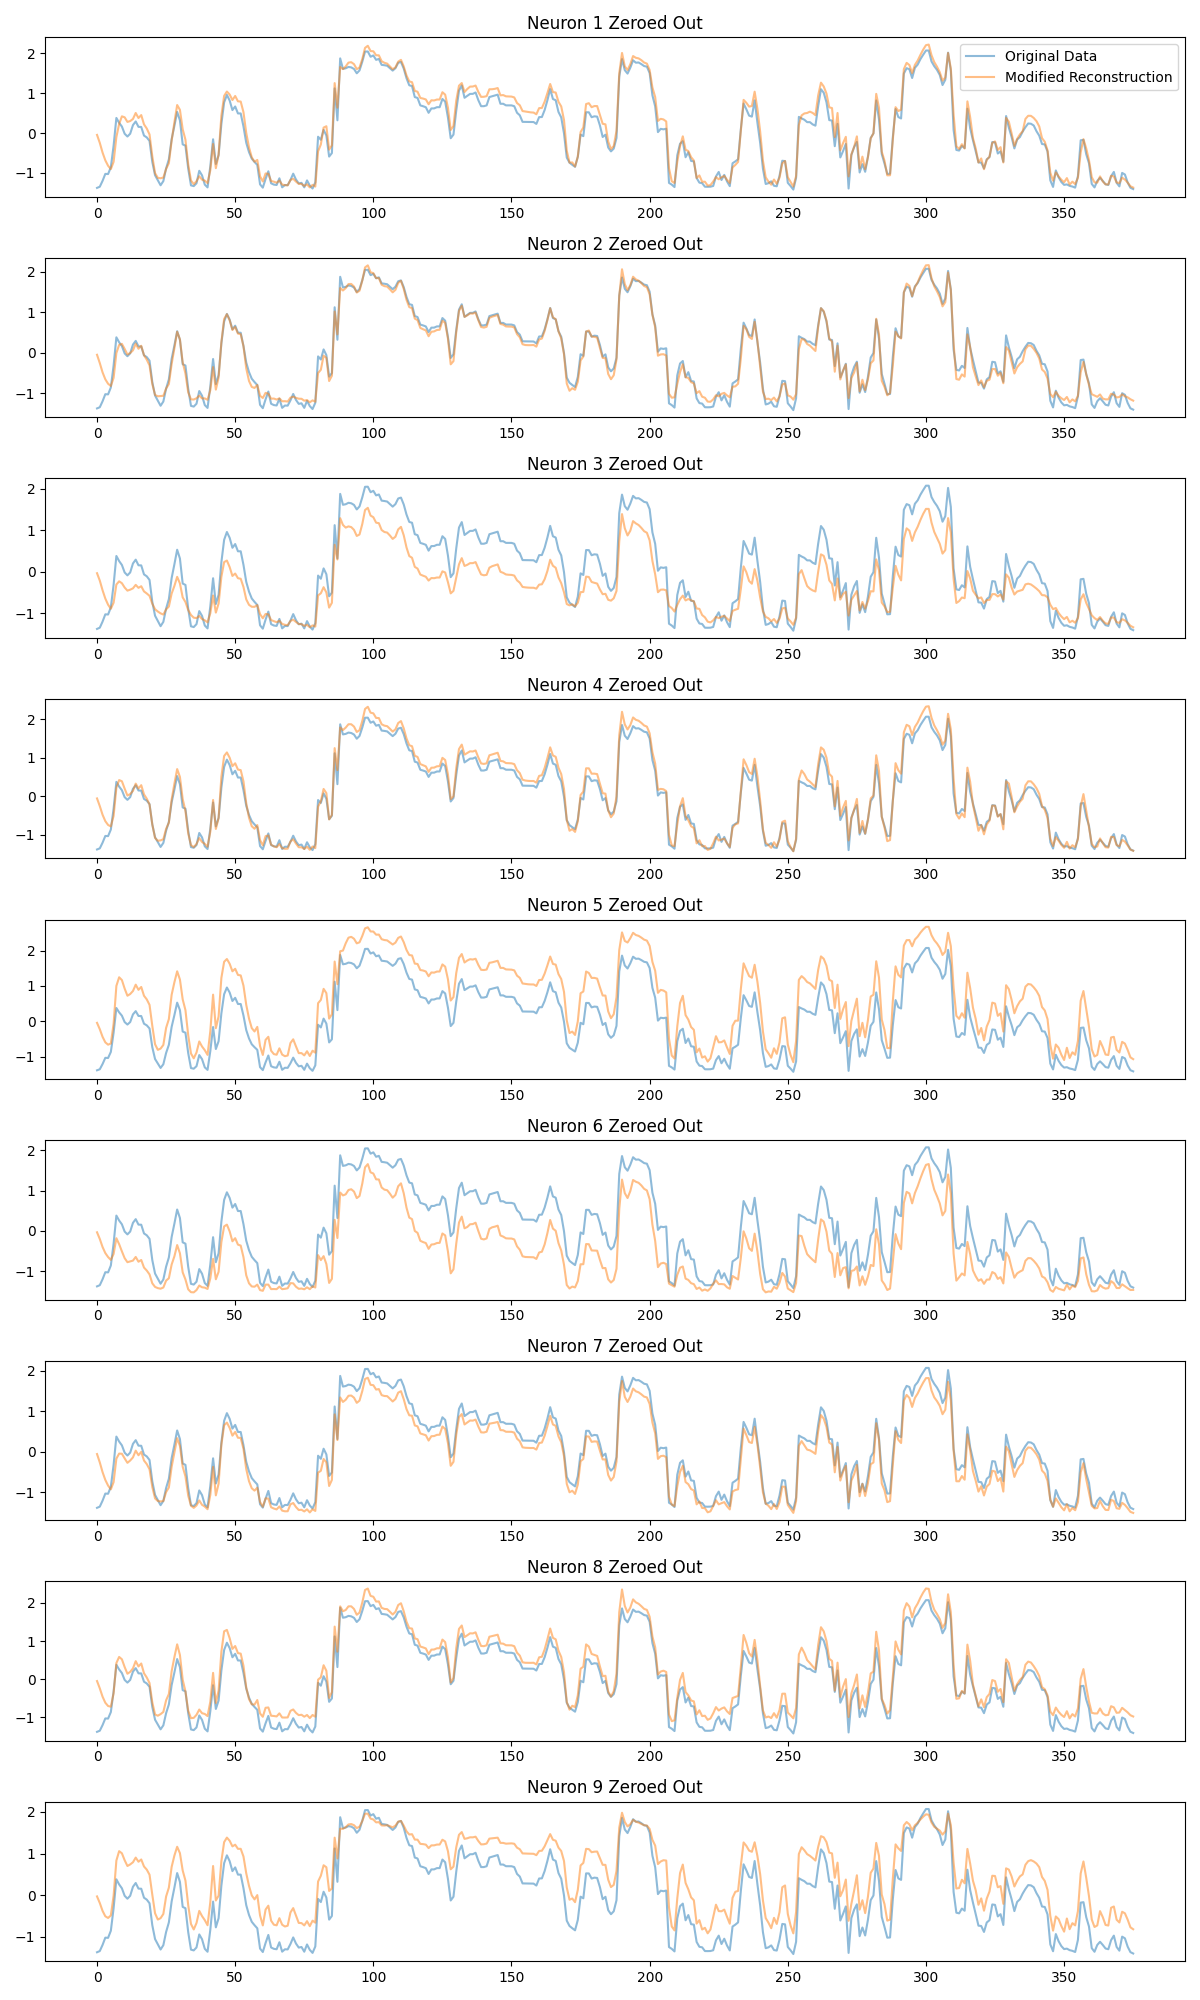 Neuron 1 Zeroed Out
Original Data
Modified Reconstruction
2
1
0
−1
0 50 100 150 200 250 300 350
Neuron 2 Zeroed Out
2
1
0
−1
0 50 100 150 200 250 300 350
Neuron 3 Zeroed Out
2
1
0
−1
0 50 100 150 200 250 300 350
Neuron 4 Zeroed Out
2
1
0
−1
0 50 100 150 200 250 300 350
Neuron 5 Zeroed Out
2
1
0
−1
0 50 100 150 200 250 300 350
Neuron 6 Zeroed Out
2
1
0
−1
0 50 100 150 200 250 300 350
Neuron 7 Zeroed Out
2
1
0
−1
0 50 100 150 200 250 300 350
Neuron 8 Zeroed Out
2
1
0
−1
0 50 100 150 200 250 300 350
Neuron 9 Zeroed Out
2
1
0
−1
0 50 100 150 200 250 300 350